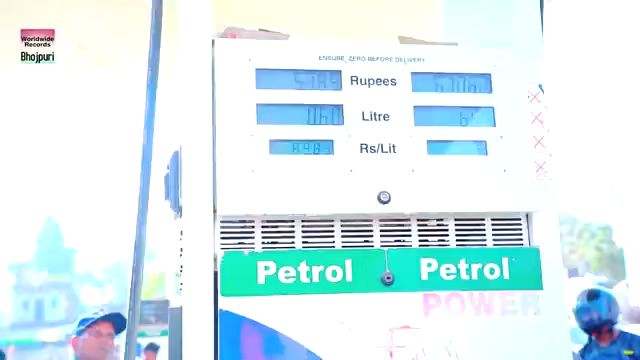 Worldwide
Records
Bhojpuri
ENSURE ZERO BEFORE DELIVERY
Rupees
Litre
Rs/Lit
Petrol Petrol
POWER